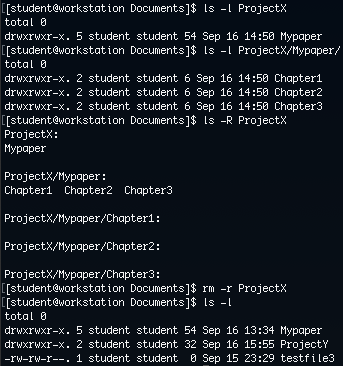 [[student@workstation Documents]$ ls -l ProjectX
total 0
drwxrwxr-x. 5 student student 54 Sep 16 14:50 Mypaper
[[student@workstation Documents]$ ls -l ProjectX/Mypaper/
total 0
drwxrwxr-x. 2 student student 6 Sep 16 14:50 Chapter1
drwxrwxr-x. 2 student student 6 Sep 16 14:50 Chapter2
drwxrwxr-x. 2 student student 6 Sep 16 14:50 Chapter3
[[student@workstation Documents]$ ls -R ProjectX
ProjectX:
Mypaper

ProjectX/Mypaper:
Chapter1  Chapter2  Chapter3

ProjectX/Mypaper/Chapter1:

ProjectX/Mypaper/Chapter2:

ProjectX/Mypaper/Chapter3:
[[student@workstation Documents]$ rm -r ProjectX
[[student@workstation Documents]$ ls -l
total 0
drwxrwxr-x. 5 student student 54 Sep 16 13:34 Mypaper
drwxrwxr-x. 2 student student 32 Sep 16 15:55 ProjectY
-rw-rw-r--. 1 student student  0 Sep 15 23:29 testfile3